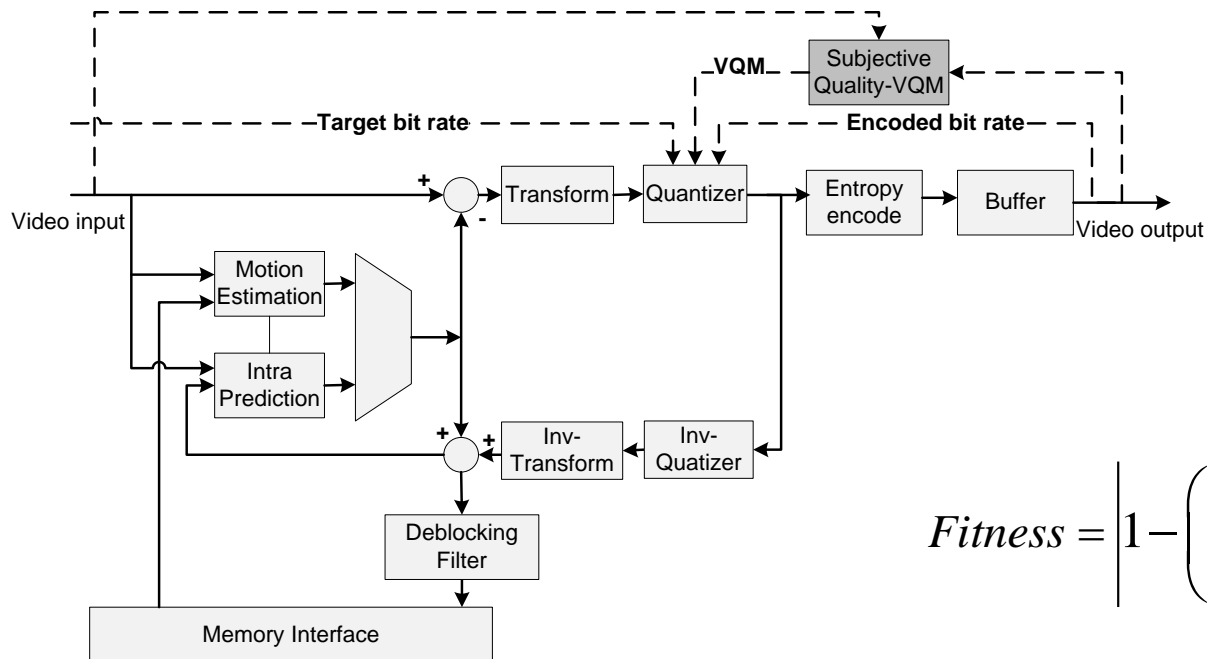 Subjective
Quality-VQM
VQM
Target bit rate
Encoded bit rate
+
-
Transform
Quantizer
Entropy
encode
Buffer
Video input
Video output
Motion
Estimation
Intra
Prediction
+
+
Inv-
Transform
Inv-
Quatizer
Deblocking
Filter
Fitness = |1 − (
Memory Interface